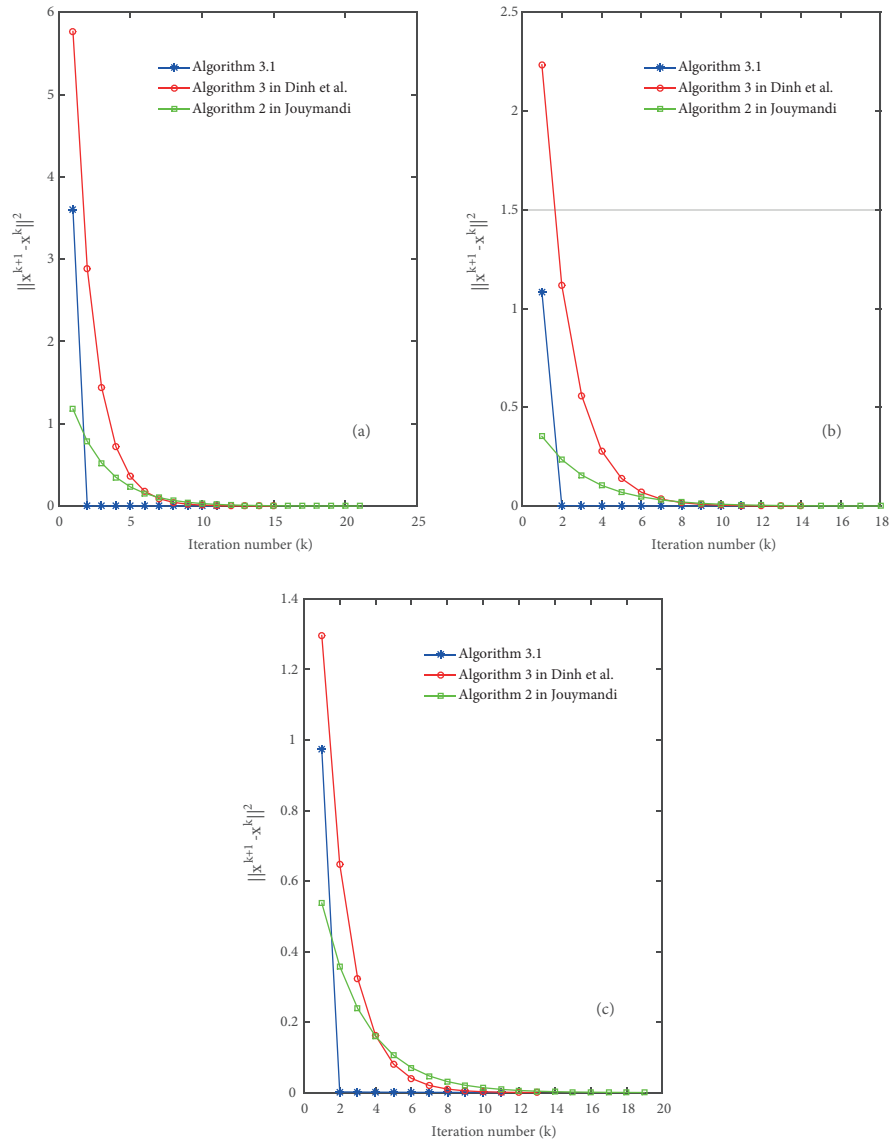 6
5
4
3
2
1
0
0
5
10
15
20
25
||x^{k+1}-x^{k}||^{2}
Iteration number (k)
Algorithm 3.1
Algorithm 3 in Dinh et al.
Algorithm 2 in Jouymandi
(a)
2.5
2
1.5
1
0.5
0
0
2
4
6
8
10
12
14
16
18
||x^{k+1}-x^{k}||^{2}
Iteration number (k)
Algorithm 3.1
Algorithm 3 in Dinh et al.
Algorithm 2 in Jouymandi
(b)
1.4
1.2
1
0.8
0.6
0.4
0.2
0
0
2
4
6
8
10
12
14
16
18
20
||x^{k+1}-x^{k}||^{2}
Iteration number (k)
Algorithm 3.1
Algorithm 3 in Dinh et al.
Algorithm 2 in Jouymandi
(c)